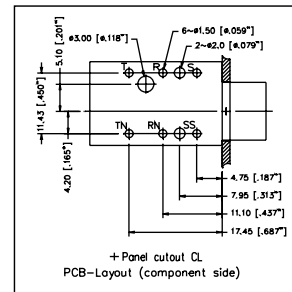 ø3.00 [ø.118"]
6~ø1.50 [ø.059"]
2~ø2.0 [ø.079"]
5.10 [.201"]
T R S
11.43 [.450"]
4.20 [.165"]
TN RN SS
4.75 [.187"]
7.95 [.313"]
11.10 [.437"]
17.45 [.687"]
+ Panel cutout CL
PCB-Layout (component side)